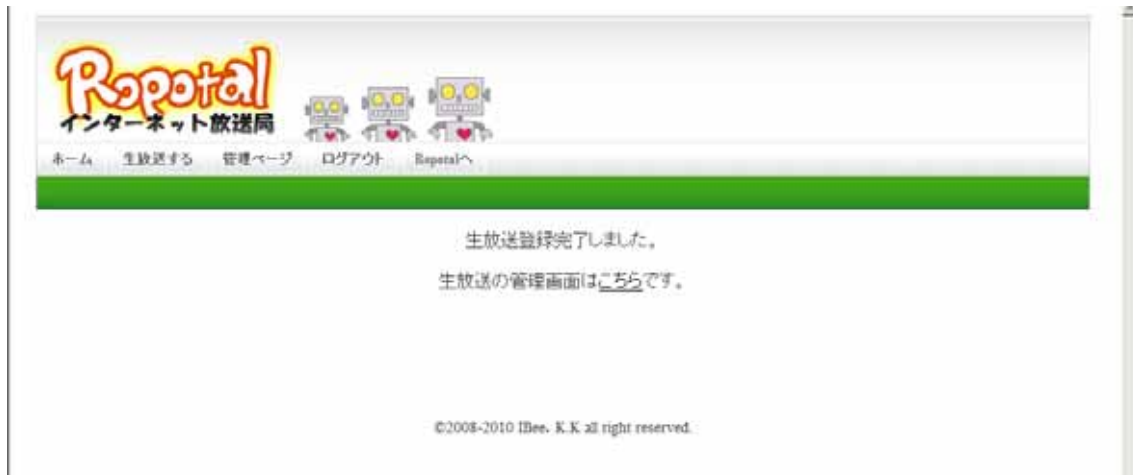 Ropotal
インターネット放送局
ホーム 生放送する 管理ページ ログアウト Ropotalへ
生放送登録完了しました。
生放送の管理画面はこちらです。
©2008-2010 IBee. K.K all right reserved.